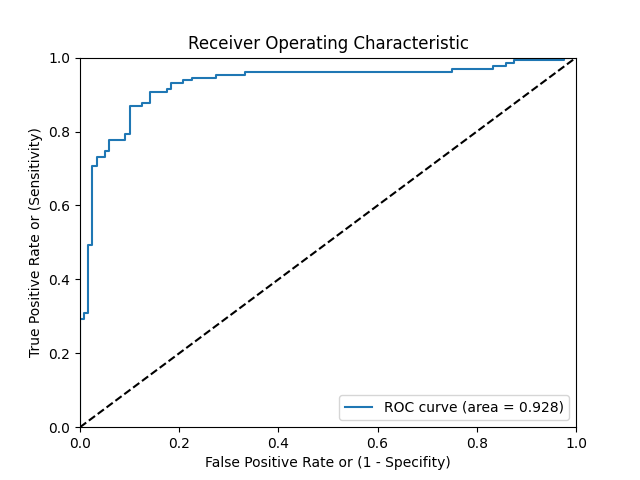 Receiver Operating Characteristic
1.0
0.8
0.6
0.4
0.2
0.0
True Positive Rate or (Sensitivity)
ROC curve (area = 0.928)
0.0 0.2 0.4 0.6 0.8 1.0
False Positive Rate or (1 - Specifity)